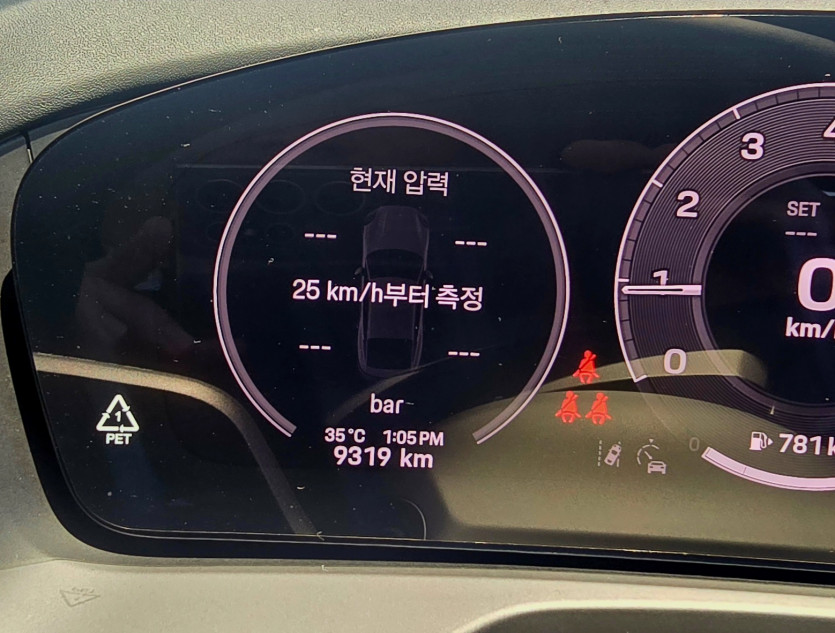 현재 압력
--- ---
25 km/h부터 측정
--- ---
bar
35°C 1:05 PM
9319 km
1
PET
4
3
2
1
0
SET
---
0
km/
0
781 k